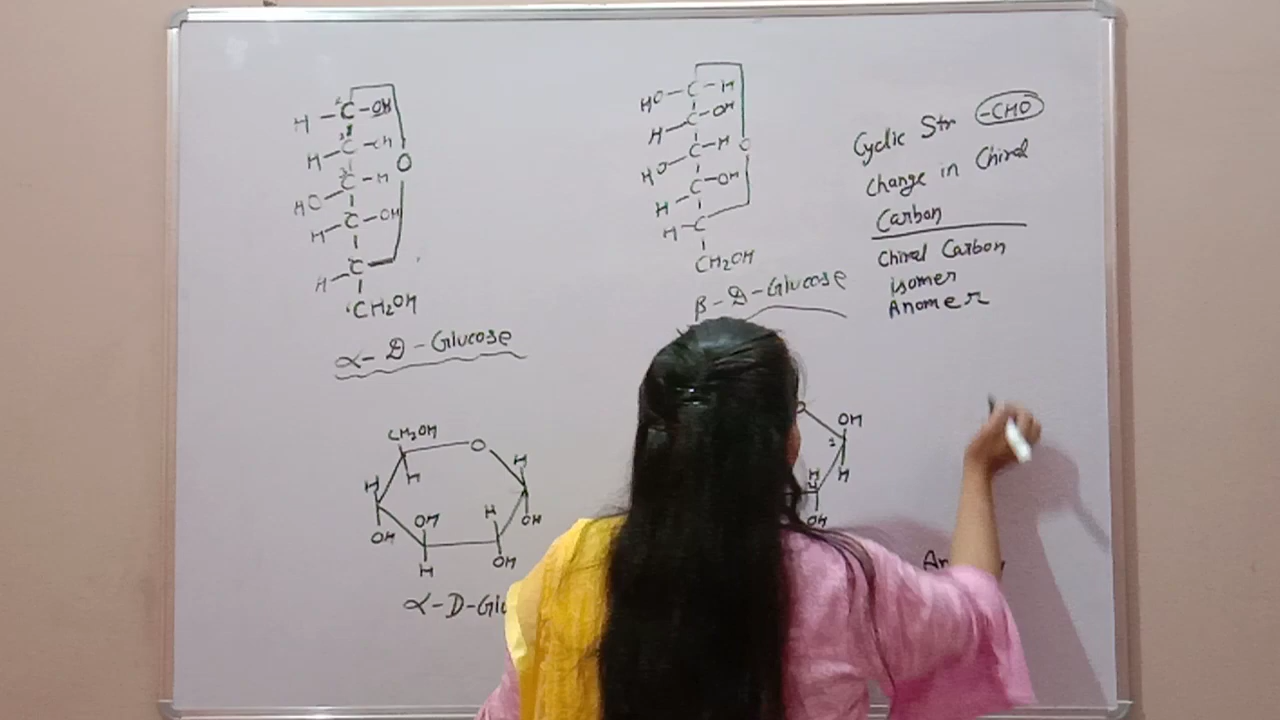 H - C - OH
H - C - OH
HO - C - H O
H - C - OH
H - C
CH2OH
α - D - Glucose
HO - C - H
H - C - OH
HO - C - H
H - C - OH
H - C
CH2OH
β - D - Glucose
Cyclic Str -CHO
Change in Chiral
Carbon
Chiral Carbon
isomer
Anomer
CH2OH O
H H H
OH OH H OH
H OH
α - D - Glu
O OH
H H
OH
An